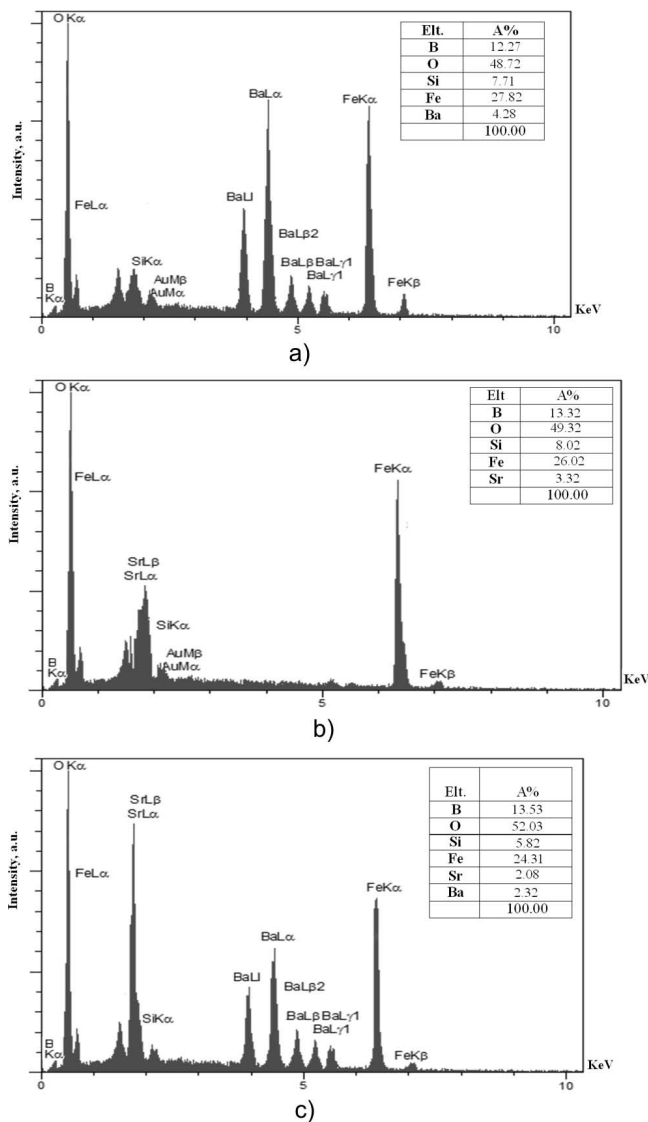 O Kα
Intensity, a.u.
Elt. A%
B 12.27
O 48.72
Si 7.71
Fe 27.82
Ba 4.28
100.00
BaLα
FeKα
BaLl
FeLα
BaLβ2
SiKα
BaLβ BaLγ1
BaLγ1
AuMβ
AuMα
FeKβ
B
Kα
0 5 10 KeV
a)
O Kα
Intensity, a.u.
Elt A%
B 13.32
O 49.32
Si 8.02
Fe 26.02
Sr 3.32
100.00
FeKα
FeLα
SrLβ
SrLα
SiKα
AuMβ
AuMα
FeKβ
B
Kα
0 5 10 KeV
b)
O Kα
Intensity, a.u.
Elt. A%
B 13.53
O 52.03
Si 5.82
Fe 24.31
Sr 2.08
Ba 2.32
100.00
SrLβ
SrLα
FeLα
FeKα
BaLα
BaLl
BaLβ2
SiKα
BaLβ BaLγ1
BaLγ1
FeKβ
B
Kα
0 5 10 KeV
c)